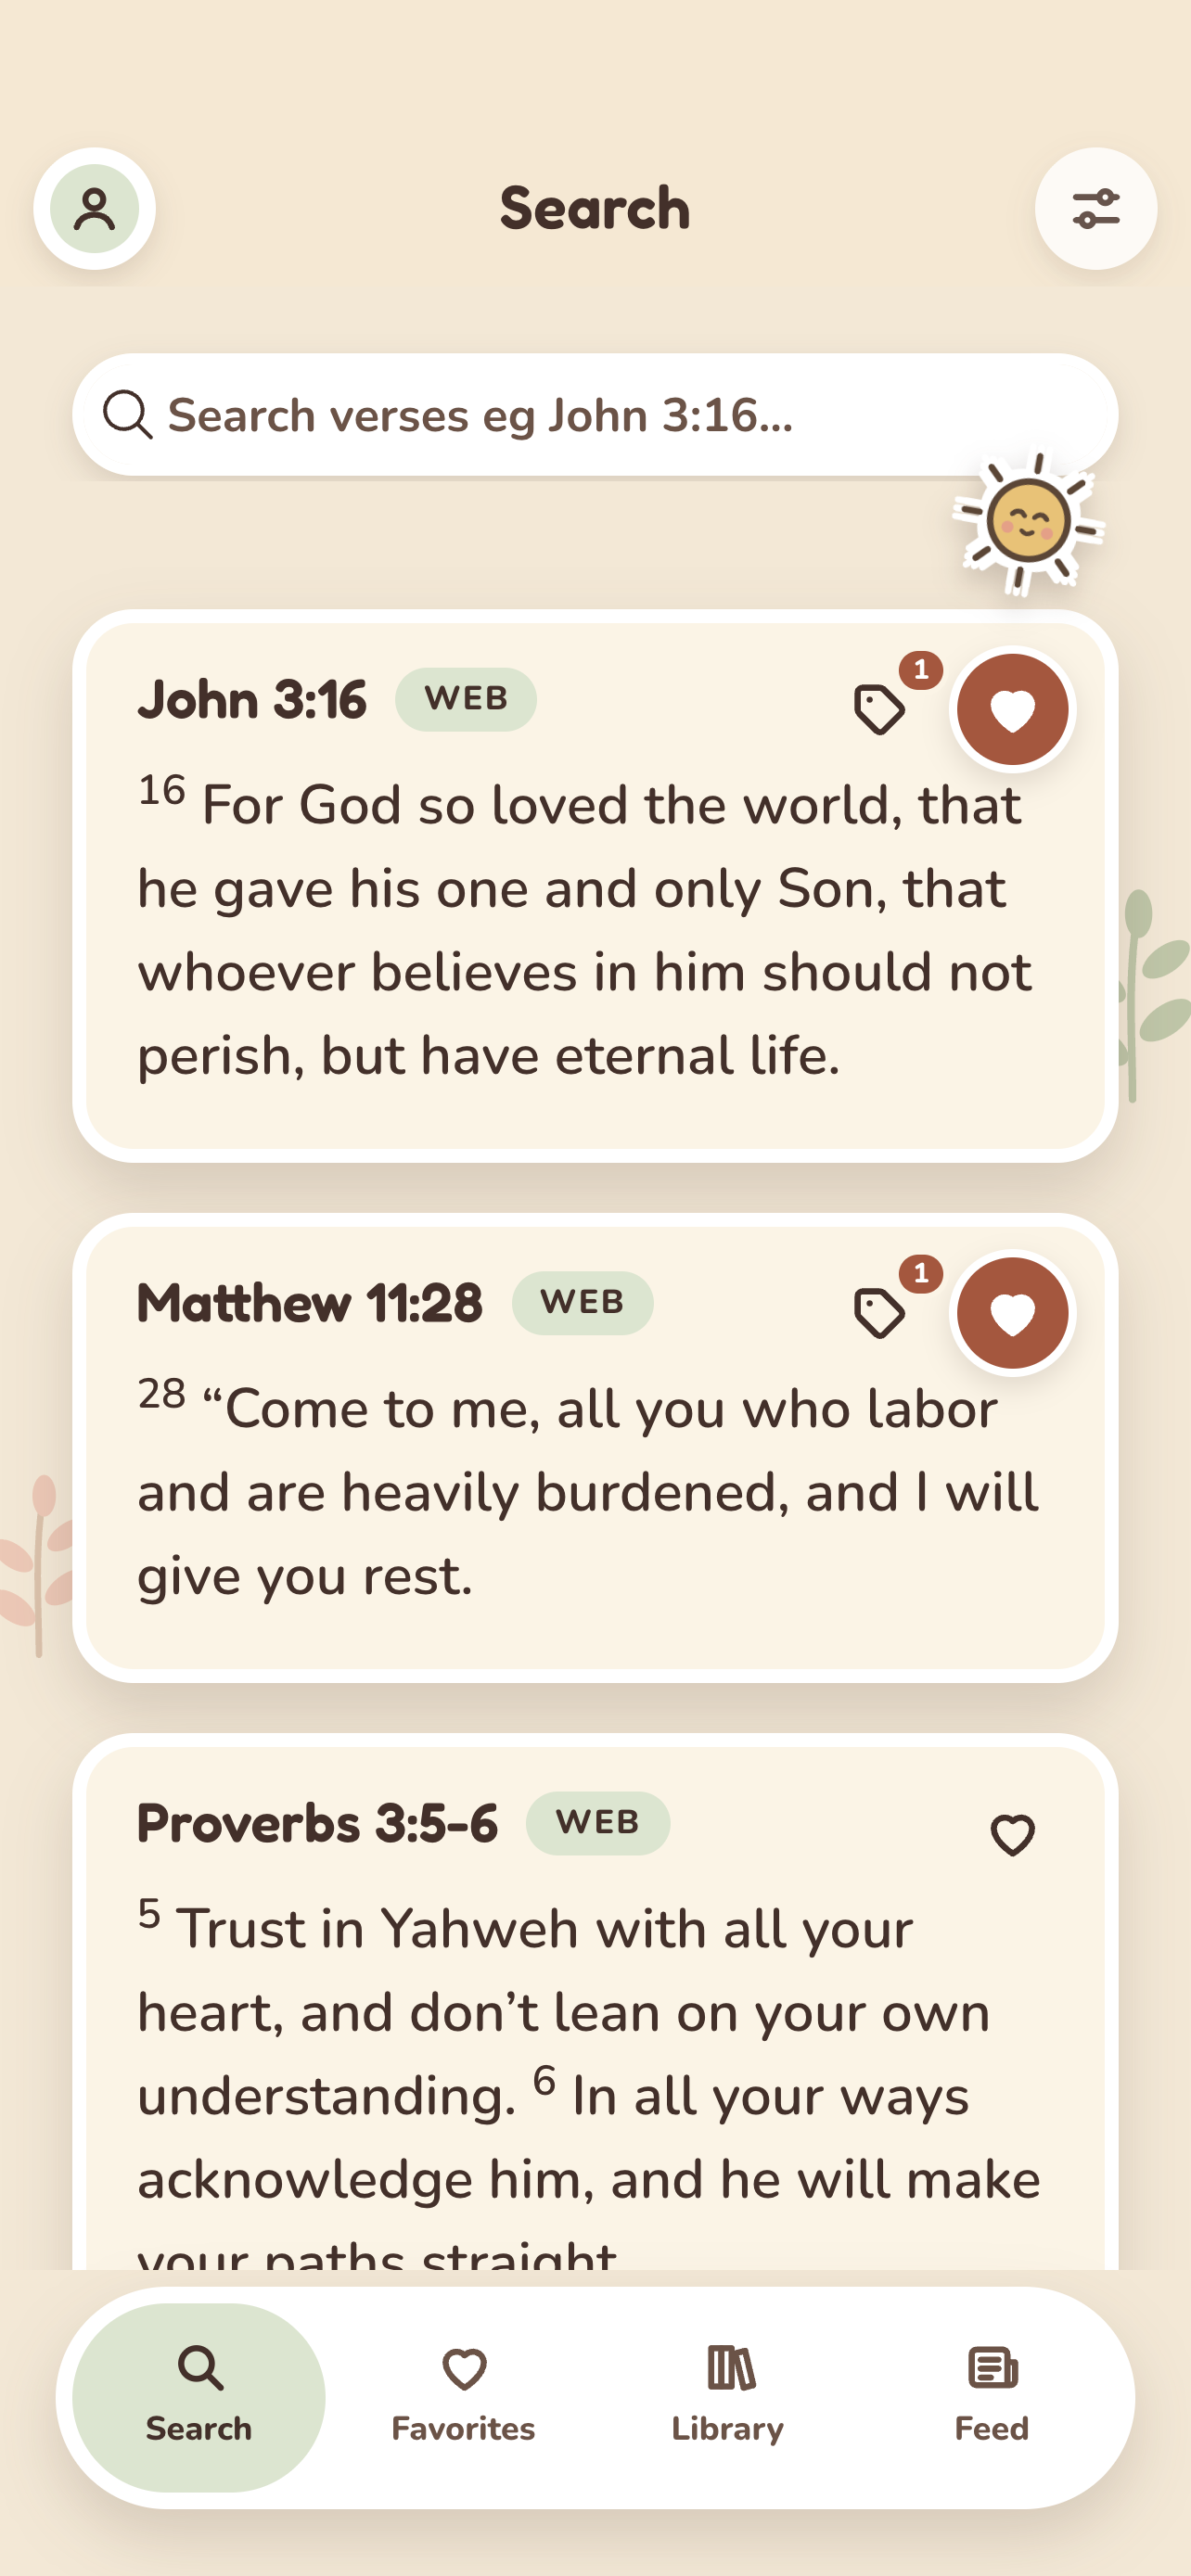 Search
Search verses eg John 3:16...
John 3:16 WEB 1
16 For God so loved the world, that
he gave his one and only Son, that
whoever believes in him should not
perish, but have eternal life.
Matthew 11:28 WEB 1
28 “Come to me, all you who labor
and are heavily burdened, and I will
give you rest.
Proverbs 3:5-6 WEB
5 Trust in Yahweh with all your
heart, and don’t lean on your own
understanding. 6 In all your ways
acknowledge him, and he will make
your paths straight
Search Favorites Library Feed